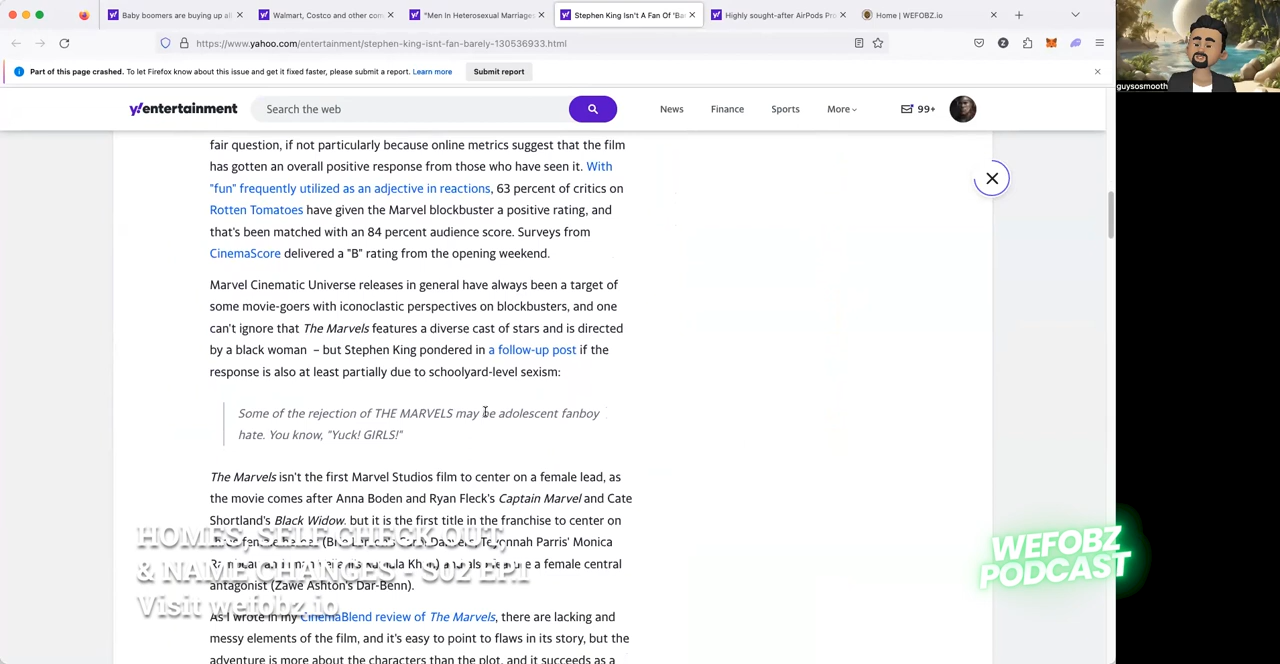 Baby boomers are buying up al
Walmart, Costco and other com
"Men In Heterosexual Marriages
Stephen King Isn't A Fan Of 'Ba
Highly sought-after AirPods Pro
Home | WEFOBZ.io
https://www.yahoo.com/entertainment/stephen-king-isnt-fan-barely-130536933.html
Part of this page crashed. To let Firefox know about this issue and get it fixed faster, please submit a report. Learn more
Submit report
guysosmooth
y!entertainment
Search the web
News
Finance
Sports
More
99+
fair question, if not particularly because online metrics suggest that the film
has gotten an overall positive response from those who have seen it. With
"fun" frequently utilized as an adjective in reactions, 63 percent of critics on
Rotten Tomatoes have given the Marvel blockbuster a positive rating, and
that's been matched with an 84 percent audience score. Surveys from
CinemaScore delivered a "B" rating from the opening weekend.
Marvel Cinematic Universe releases in general have always been a target of
some movie-goers with iconoclastic perspectives on blockbusters, and one
can't ignore that The Marvels features a diverse cast of stars and is directed
by a black woman – but Stephen King pondered in a follow-up post if the
response is also at least partially due to schoolyard-level sexism:
Some of the rejection of THE MARVELS may be adolescent fanboy
hate. You know, "Yuck! GIRLS!"
The Marvels isn't the first Marvel Studios film to center on a female lead, as
the movie comes after Anna Boden and Ryan Fleck's Captain Marvel and Cate
Shortland's Black Widow, but it is the first title in the franchise to center on
Parris' Monica
a female central
antagonist (Zawe Ashton's Dar-Benn).
As I wrote in my CinemaBlend review of The Marvels, there are lacking and
messy elements of the film, and it's easy to point to flaws in its story, but the
adventure is more about the characters than the plot, and it succeeds as a
HOMES, SELF CHECK OUT,
& NAME CHANGES - S02 EP1
Visit wefobz.io
WEFOBZ
PODCAST